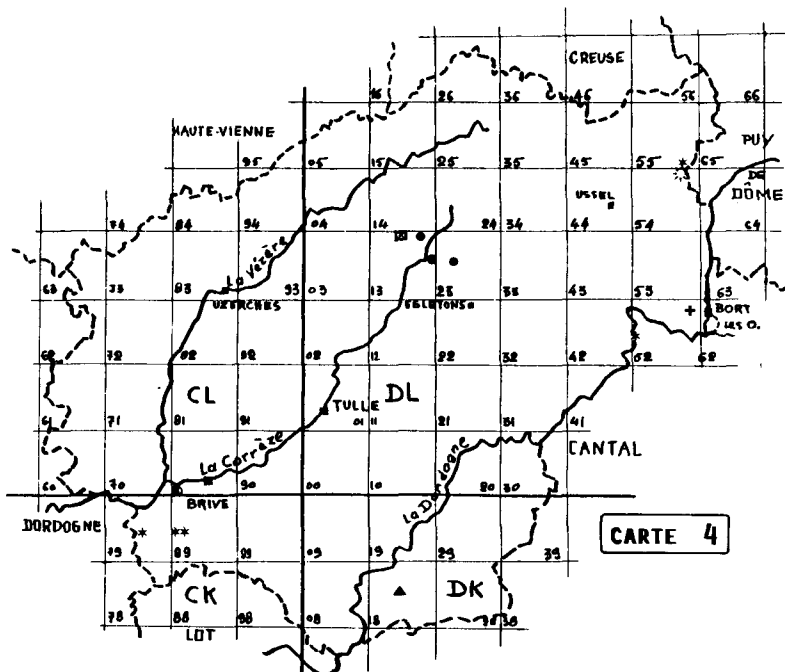 CREUSE
16 26 36 46 56 66
HAUTE-VIENNE
PUY
DE
DÔME
95 05 15 25 35 45 55 65
USSEL
74 84 94 04 14 24 34 44 54 64
La Vézère
63 73 83 93 03 13 23 33 43 53 63
UZERCHES
EGLETONS
BORT
LES O.
62 72 82 92 02 12 22 32 42 52 62
CL
DL
TULLE
61 71 81 91 01 11 21 31 41
CANTAL
La Corrèze
La Dordogne
60 70 90 00 10 20 30
BRIVE
DORDOGNE
CARTE 4
79 89 99 09 19 29 39
CK
DK
78 88 98 08 18 38
LOT